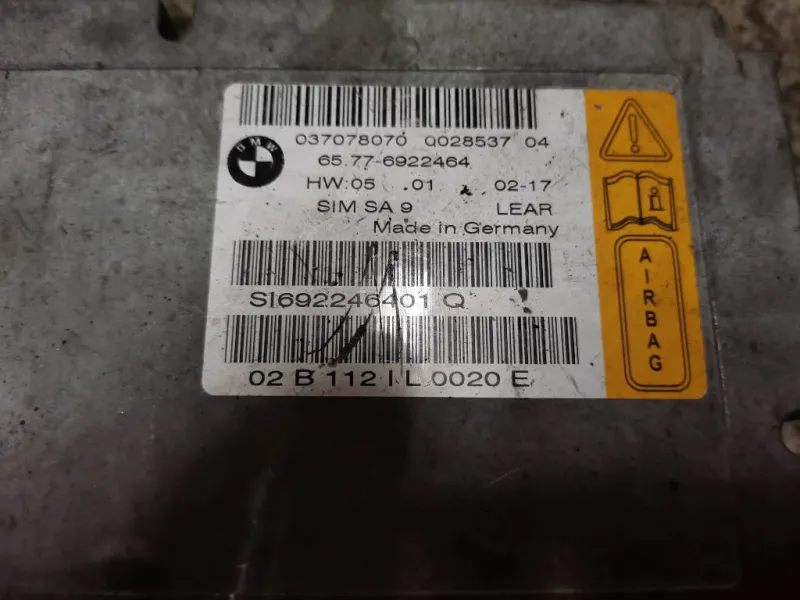 037078070 0028537 04
BMW
65.77-6922464
HW:05 .01 02-17
SIM SA 9 LEAR
Made in Germany
SI692246401 Q
02 B 112 I L 0020 E
i
AIRBAG